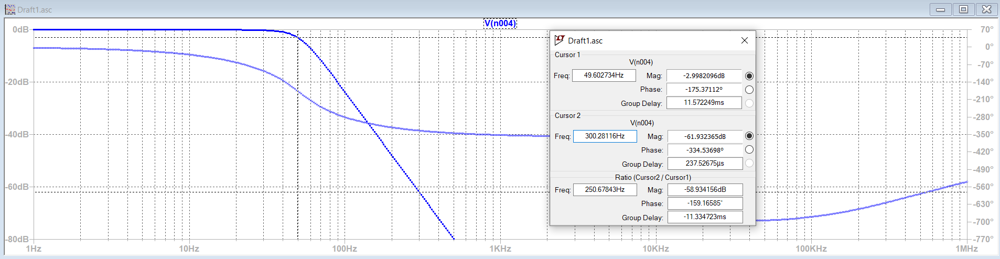 Draft1.asc
V(n004)
0dB
-20dB
-40dB
-60dB
-80dB
70°
0°
-70°
-140°
-210°
-280°
-350°
-420°
-490°
-560°
-630°
-700°
-770°
1Hz 10Hz 100Hz 1KHz 10KHz 100KHz 1MHz
Draft1.asc
Cursor 1
V(n004)
Freq: 49.602734Hz Mag: -2.9982096dB
Phase: -175.37112°
Group Delay: 11.572249ms
Cursor 2
V(n004)
Freq: 300.28116Hz Mag: -61.932365dB
Phase: -334.53698°
Group Delay: 237.52675µs
Ratio (Cursor2 / Cursor1)
Freq: 250.67843Hz Mag: -58.934156dB
Phase: -159.16585°
Group Delay: -11.334723ms